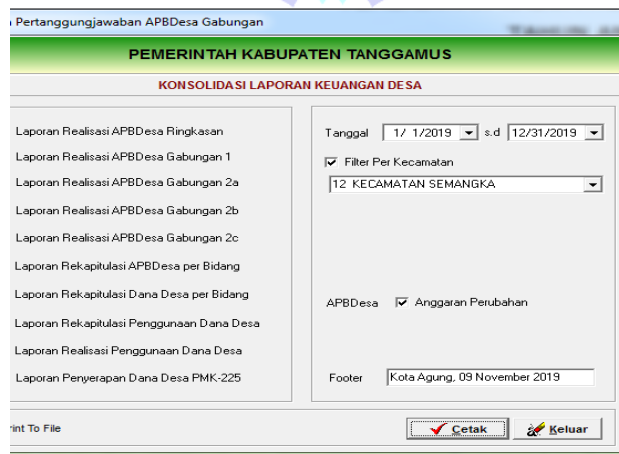 Pertanggungjawaban APBDesa Gabungan
PEMERINTAH KABUPATEN TANGGAMUS
KONSOLIDASI LAPORAN KEUANGAN DESA
Laporan Realisasi APBDesa Ringkasan
Laporan Realisasi APBDesa Gabungan 1
Laporan Realisasi APBDesa Gabungan 2a
Laporan Realisasi APBDesa Gabungan 2b
Laporan Realisasi APBDesa Gabungan 2c
Laporan Rekapitulasi APBDesa per Bidang
Laporan Rekapitulasi Dana Desa per Bidang
Laporan Rekapitulasi Penggunaan Dana Desa
Laporan Realisasi Penggunaan Dana Desa
Laporan Penyerapan Dana Desa PMK-225
Tanggal 1/ 1/2019 s.d 12/31/2019
Filter Per Kecamatan
12 KECAMATAN SEMANGKA
APBDesa Anggaran Perubahan
Footer Kota Agung, 09 November 2019
rint To File
Cetak Keluar